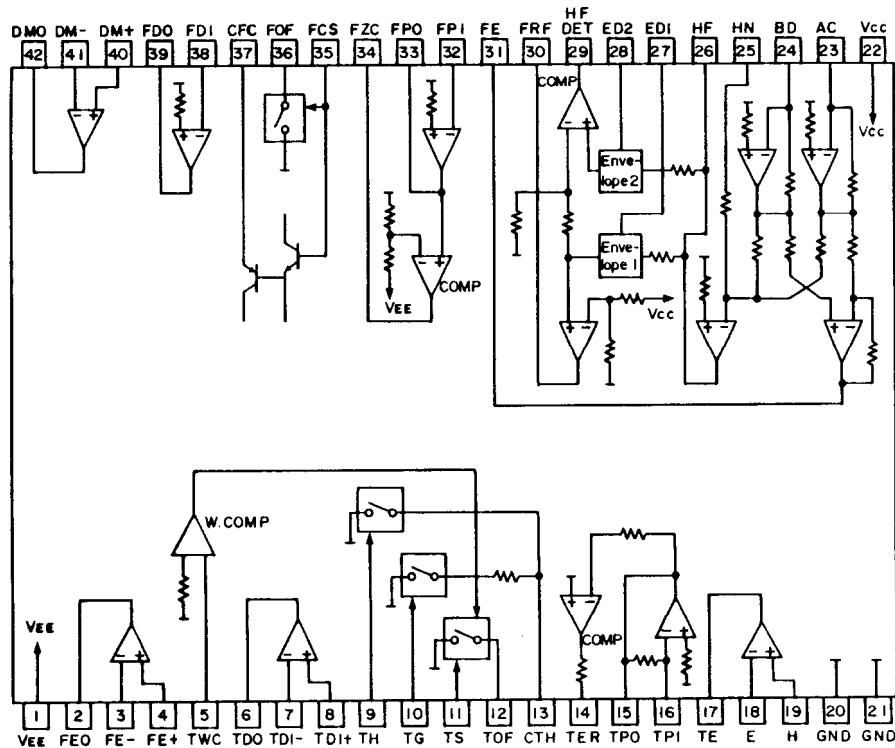 HF
DMO DM- DM+ FDO FDI CFC FOF FCS FZC FPO FPI FE FRF DET ED2 ED1 HF HN BD AC Vcc
42 41 40 39 38 37 36 35 34 33 32 31 30 29 28 27 26 25 24 23 22
COMP
Vcc
Enve-
lope2
Enve-
lope1
COMP
VEE
Vcc
W.COMP
VEE
COMP
1 2 3 4 5 6 7 8 9 10 11 12 13 14 15 16 17 18 19 20 21
VEE FEO FE- FE+ TWC TDO TDI- TDI+ TH TG TS TOF CTH TER TPO TPI TE E H GND GND